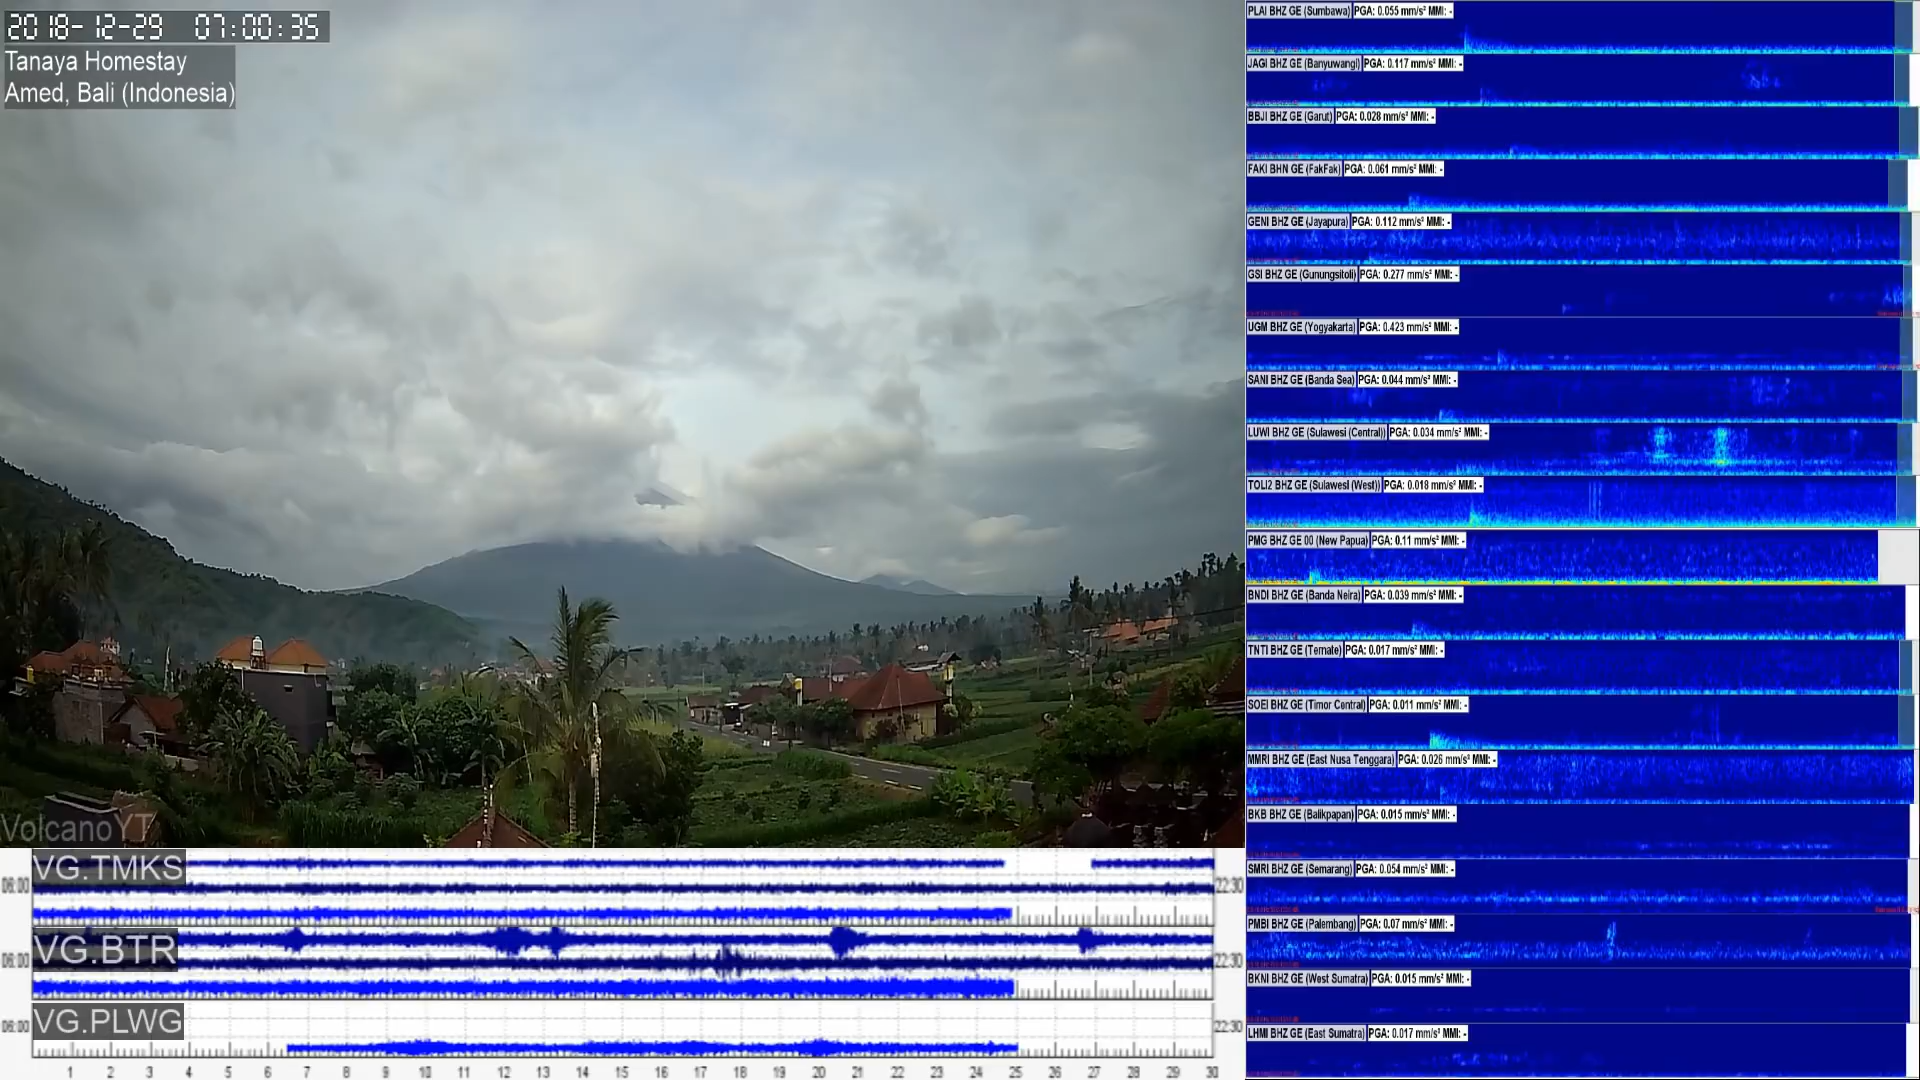 2018-12-29 07:00:35
Tanaya Homestay
Amed, Bali (Indonesia)
VolcanoYT
VG.TMKS
06:00
22:30
VG.BTR
06:00
22:30
VG.PLWG
06:00
22:30
1 2 3 4 5 6 7 8 9 10 11 12 13 14 15 16 17 18 19 20 21 22 23 24 25 26 27 28 29 30
PLAI BHZ GE (Sumbawa) PGA: 0.055 mm/s² MMI: -
JAGI BHZ GE (Banyuwangi) PGA: 0.117 mm/s² MMI: -
BBJI BHZ GE (Garut) PGA: 0.028 mm/s² MMI: -
FAKI BHN GE (FakFak) PGA: 0.061 mm/s² MMI: -
GENI BHZ GE (Jayapura) PGA: 0.112 mm/s² MMI: -
GSI BHZ GE (Gunungsitoli) PGA: 0.277 mm/s² MMI: -
UGM BHZ GE (Yogyakarta) PGA: 0.423 mm/s² MMI: -
SANI BHZ GE (Banda Sea) PGA: 0.044 mm/s² MMI: -
LUWI BHZ GE (Sulawesi (Central)) PGA: 0.034 mm/s² MMI: -
TOLI2 BHZ GE (Sulawesi (West)) PGA: 0.018 mm/s² MMI: -
PMG BHZ GE 00 (New Papua) PGA: 0.11 mm/s² MMI: -
BNDI BHZ GE (Banda Neira) PGA: 0.039 mm/s² MMI: -
TNTI BHZ GE (Ternate) PGA: 0.017 mm/s² MMI: -
SOEI BHZ GE (Timor Central) PGA: 0.011 mm/s² MMI: -
MMRI BHZ GE (East Nusa Tenggara) PGA: 0.026 mm/s² MMI: -
BKB BHZ GE (Balikpapan) PGA: 0.015 mm/s² MMI: -
SMRI BHZ GE (Semarang) PGA: 0.054 mm/s² MMI: -
PMBI BHZ GE (Palembang) PGA: 0.07 mm/s² MMI: -
BKNI BHZ GE (West Sumatra) PGA: 0.015 mm/s² MMI: -
LHMI BHZ GE (East Sumatra) PGA: 0.017 mm/s² MMI: -